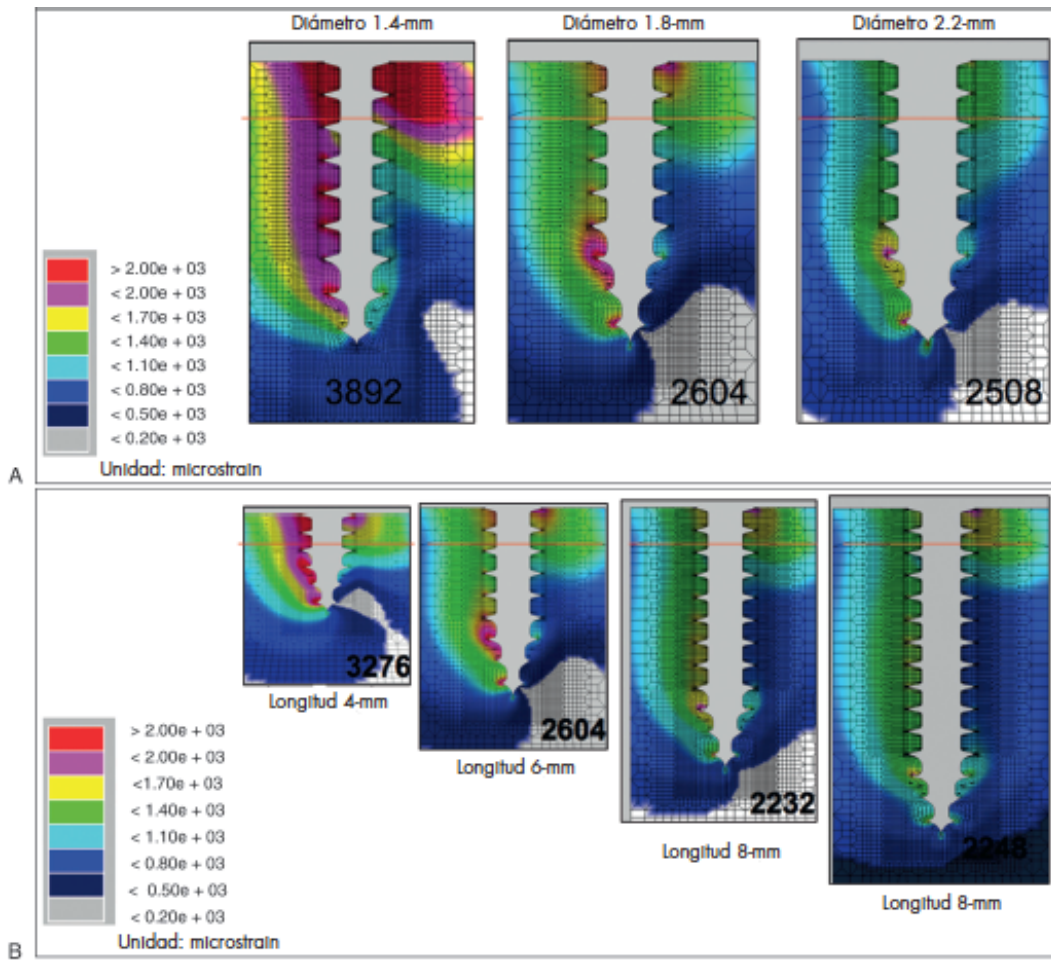 Diámetro 1.4-mm
Diámetro 1.8-mm
Diámetro 2.2-mm
> 2.00e + 03
< 2.00e + 03
< 1.70e + 03
< 1.40e + 03
< 1.10e + 03
< 0.80e + 03
< 0.50e + 03
< 0.20e + 03
Unidad: microstrain
3892
2604
2508
A
3276
Longitud 4-mm
2604
Longitud 6-mm
2232
Longitud 8-mm
2248
Longitud 8-mm
> 2.00e + 03
< 2.00e + 03
<1.70e + 03
< 1.40e + 03
< 1.10e + 03
< 0.80e + 03
< 0.50e + 03
< 0.20e + 03
Unidad: microstrain
B